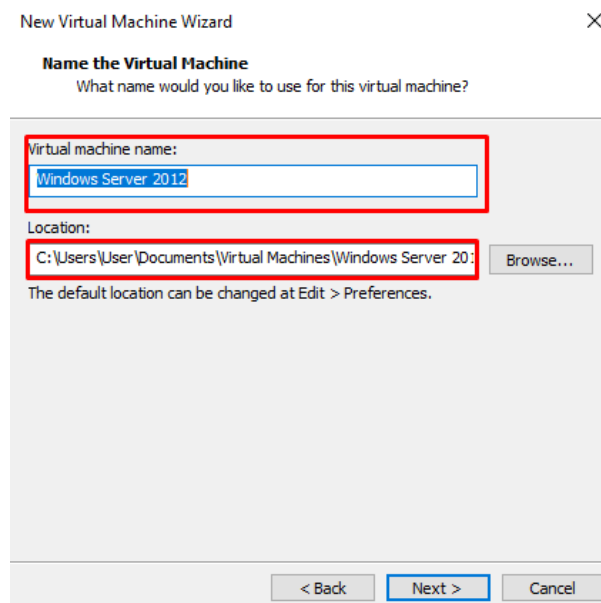 New Virtual Machine Wizard
Name the Virtual Machine
What name would you like to use for this virtual machine?
Virtual machine name:
Windows Server 2012
Location:
C:\Users\User\Documents\Virtual Machines\Windows Server 201
Browse...
The default location can be changed at Edit > Preferences.
< Back Next > Cancel